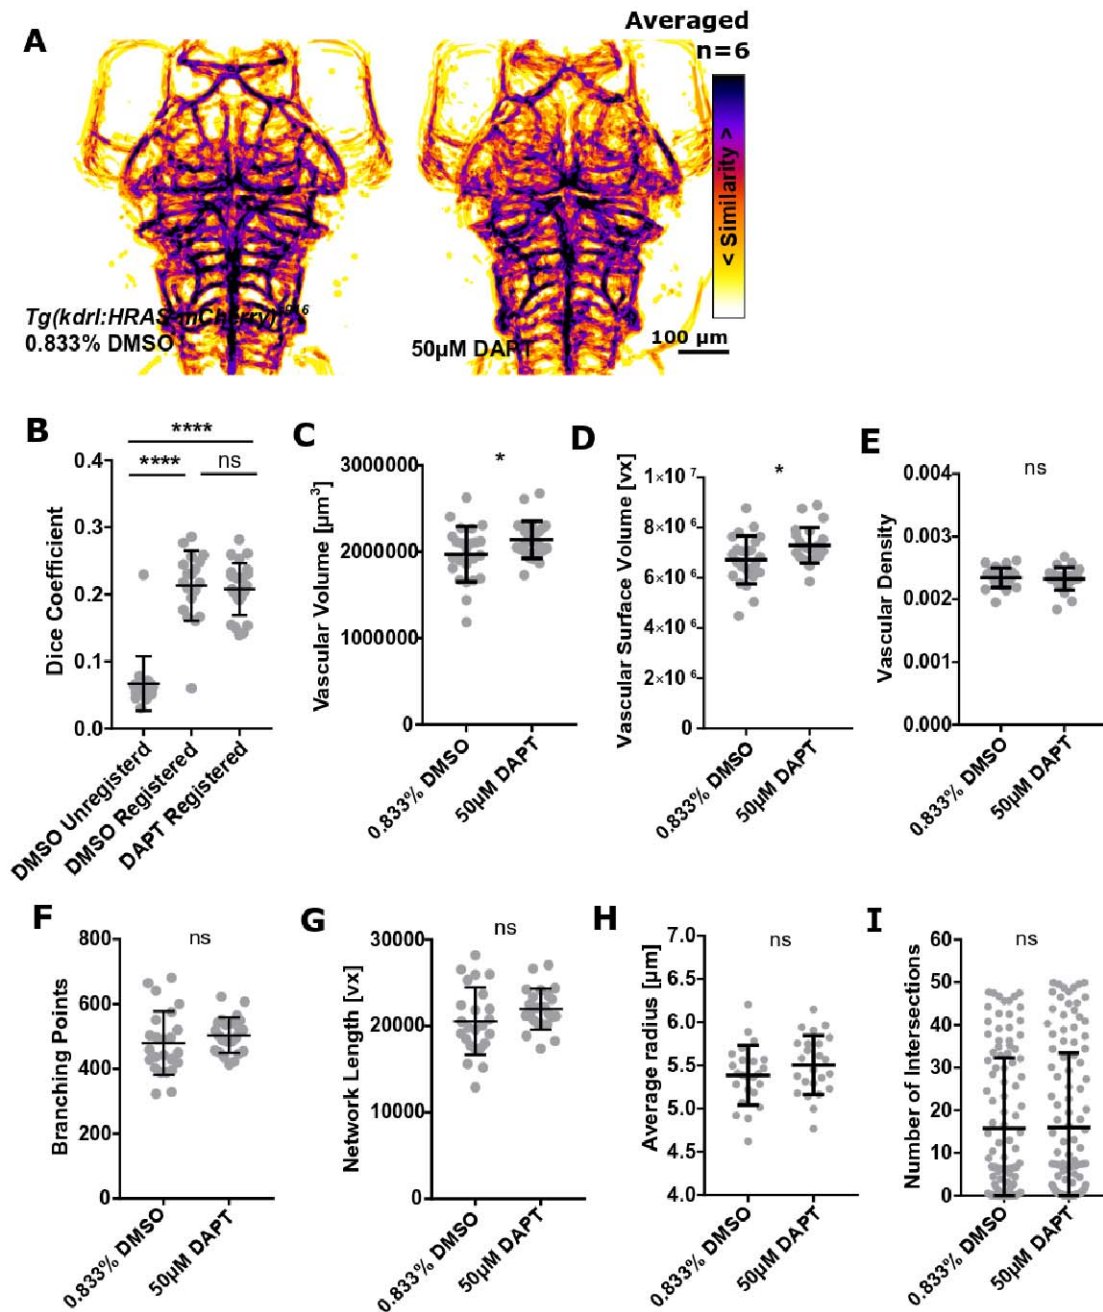 A
Averaged
n=6
< Similarity >
Tg(kdrl:HRAS-mCherry)
0.833% DMSO
50µM DAPT
100 µm
B
****
****
ns
Dice Coefficient
0.4
0.3
0.2
0.1
0.0
DMSO Unregisterd
DMSO Registered
DAPT Registered
C
*
Vascular Volume [µm³]
3000000
2000000
1000000
0
0.833% DMSO
50µM DAPT
D
*
Vascular Surface Volume [vx]
1×10⁷
8×10⁶
6×10⁶
4×10⁶
2×10⁶
0
0.833% DMSO
50µM DAPT
E
ns
Vascular Density
0.004
0.003
0.002
0.001
0.000
0.833% DMSO
50µM DAPT
F
ns
Branching Points
800
600
400
200
0
0.833% DMSO
50µM DAPT
G
ns
Network Length [vx]
30000
20000
10000
0
0.833% DMSO
50µM DAPT
H
ns
Average radius [µm]
7.0
6.5
6.0
5.5
5.0
4.5
4.0
0.833% DMSO
50µM DAPT
I
ns
Number of Intersections
60
50
40
30
20
10
0
0.833% DMSO
50µM DAPT